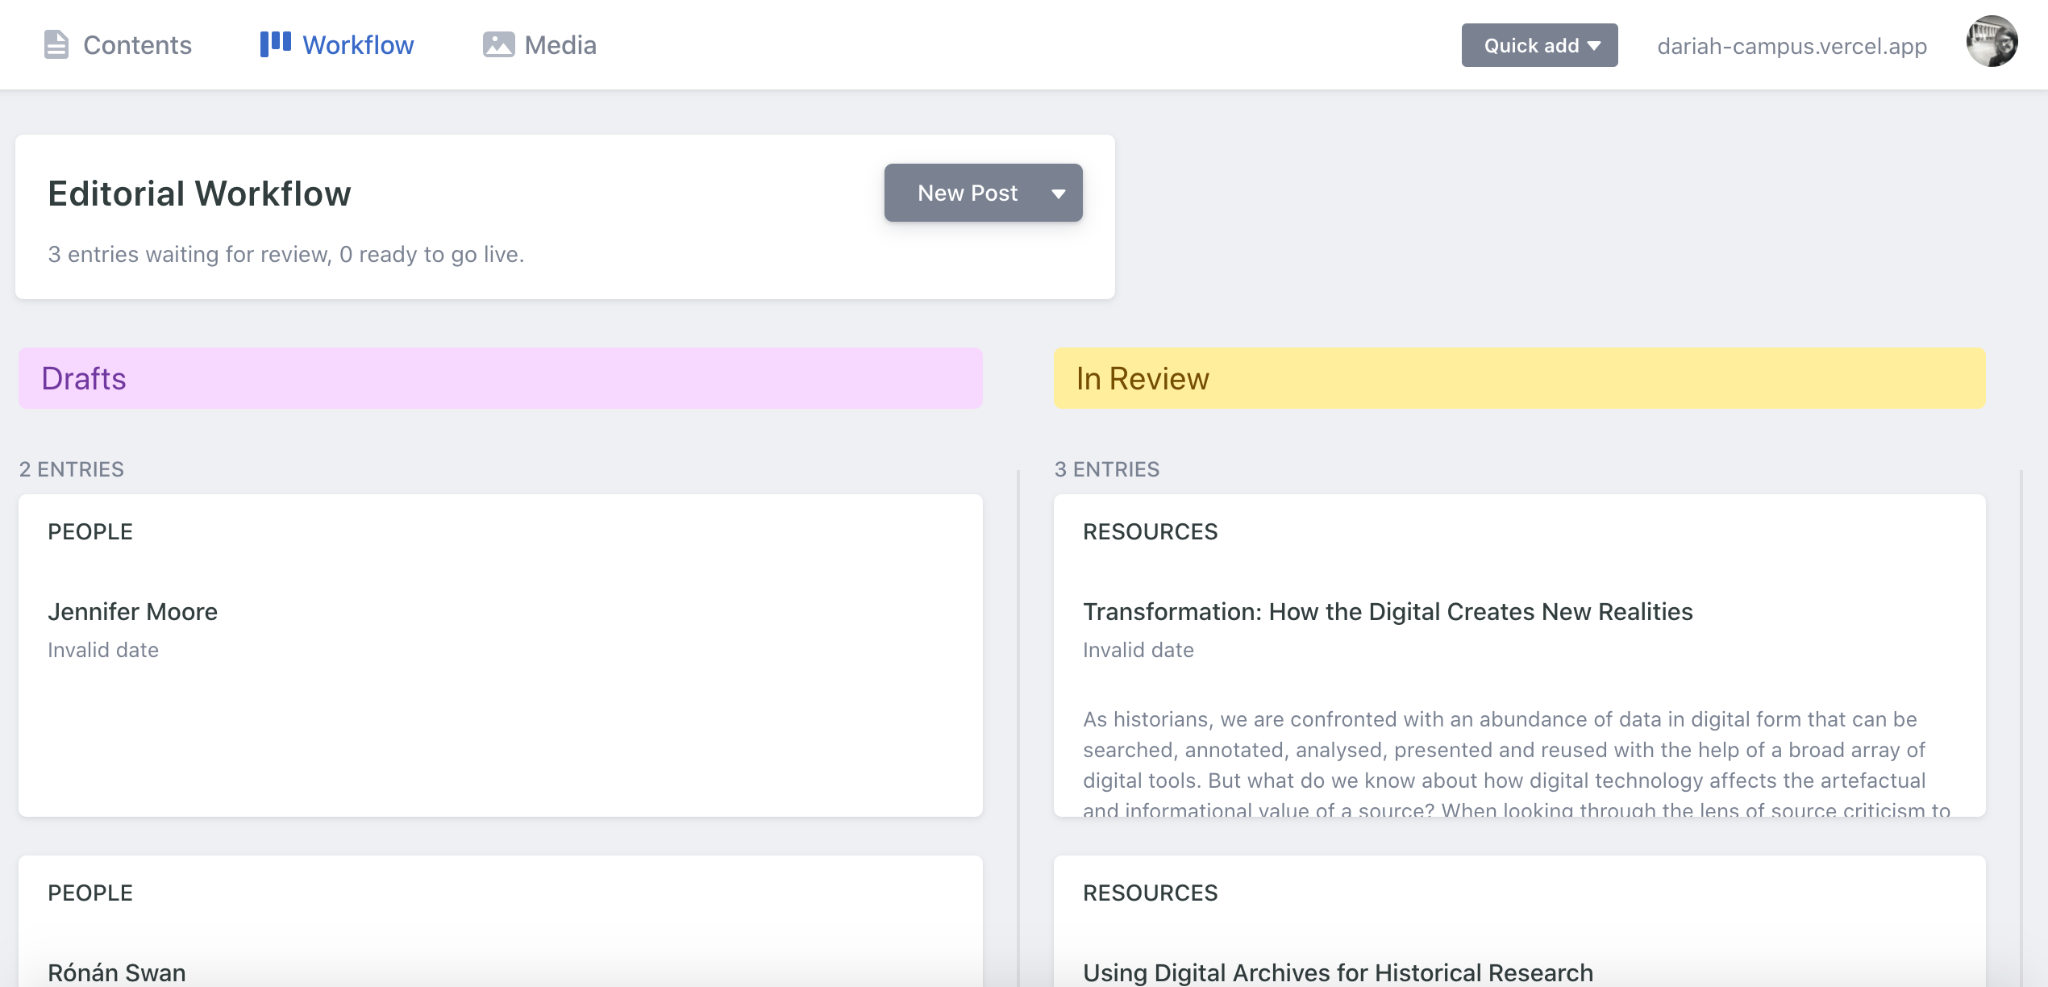 Contents
Workflow
Media
Quick add
dariah-campus.vercel.app
Editorial Workflow
New Post
3 entries waiting for review, 0 ready to go live.
Drafts
2 ENTRIES
PEOPLE
Jennifer Moore
Invalid date
PEOPLE
Rónán Swan
In Review
3 ENTRIES
RESOURCES
Transformation: How the Digital Creates New Realities
Invalid date
As historians, we are confronted with an abundance of data in digital form that can be
searched, annotated, analysed, presented and reused with the help of a broad array of
digital tools. But what do we know about how digital technology affects the artefactual
and informational value of a source? When looking through the lens of source criticism to
RESOURCES
Using Digital Archives for Historical Research